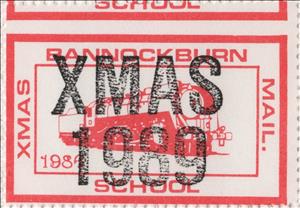 SCHOOL
BANNOCKBURN
XMAS
XMAS
MAIL.
1989
SCHOOL